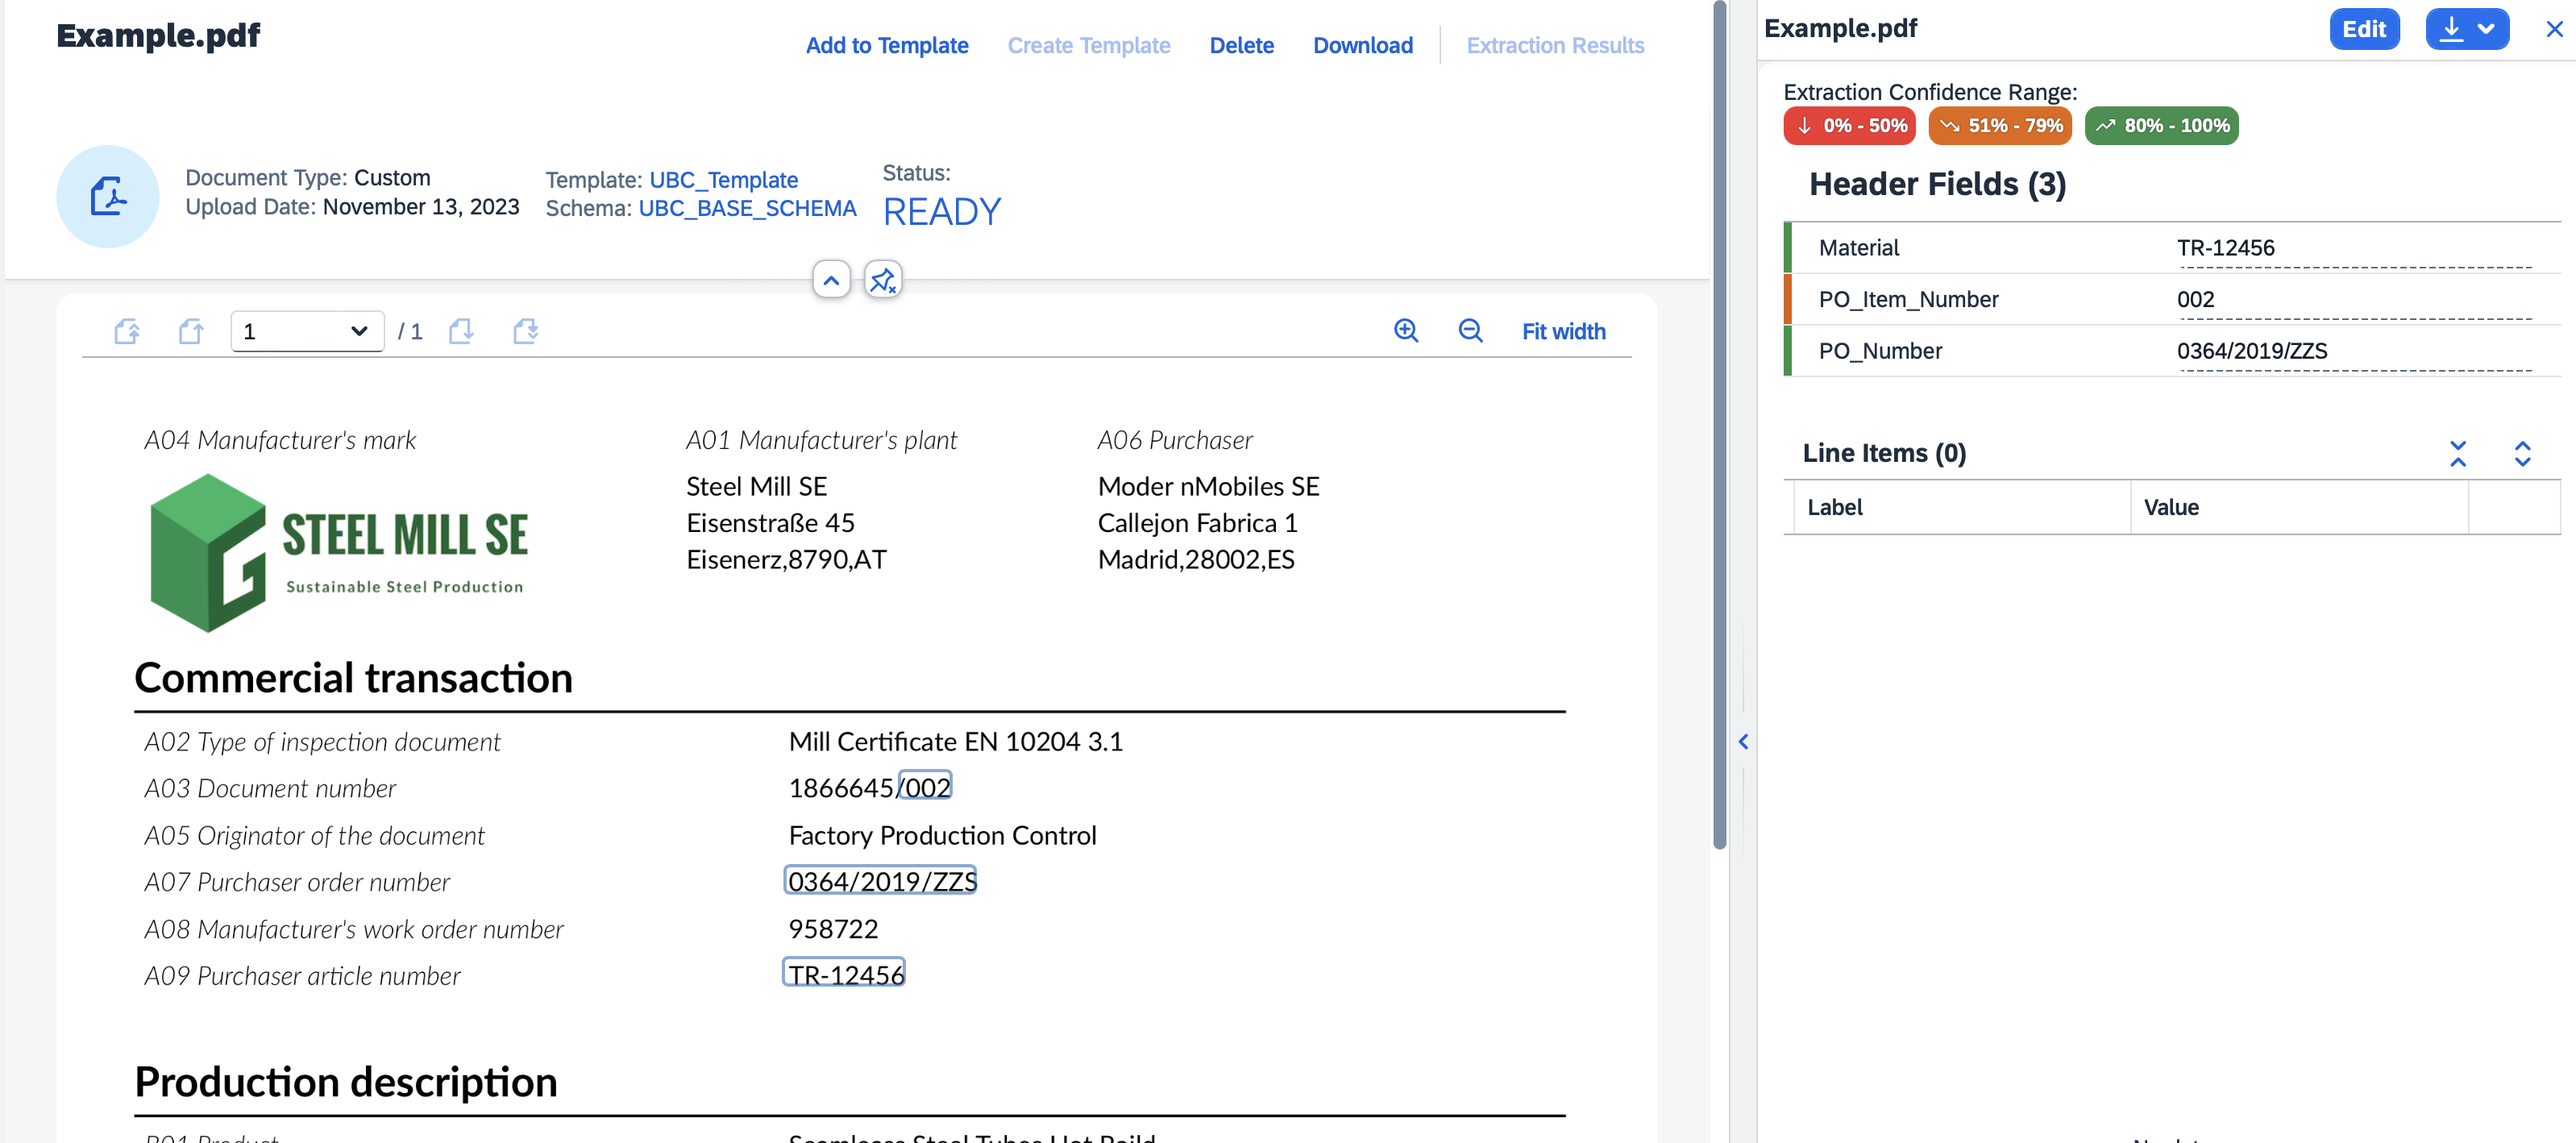 Example.pdf
Add to Template Create Template Delete Download Extraction Results
Document Type: Custom
Upload Date: November 13, 2023
Template: UBC_Template
Schema: UBC_BASE_SCHEMA
Status:
READY
1 / 1 Fit width
A04 Manufacturer's mark
STEEL MILL SE
Sustainable Steel Production
A01 Manufacturer's plant
Steel Mill SE
Eisenstraße 45
Eisenerz,8790,AT
A06 Purchaser
Moder nMobiles SE
Callejon Fabrica 1
Madrid,28002,ES
Commercial transaction
A02 Type of inspection document Mill Certificate EN 10204 3.1
A03 Document number 1866645/002
A05 Originator of the document Factory Production Control
A07 Purchaser order number 0364/2019/ZZS
A08 Manufacturer's work order number 958722
A09 Purchaser article number TR-12456
Production description
B01 Product Seamless Steel Tubes Hot
Example.pdf Edit
Extraction Confidence Range:
0% - 50% 51% - 79% 80% - 100%
Header Fields (3)
Material TR-12456
PO_Item_Number 002
PO_Number 0364/2019/ZZS
Line Items (0)
Label Value